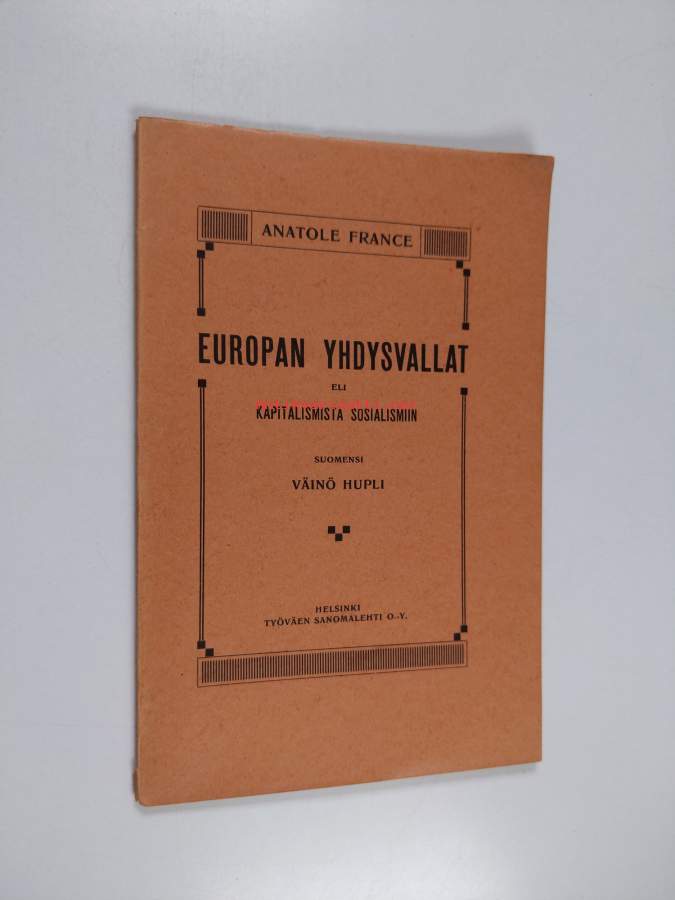 ANATOLE FRANCE
EUROPAN YHDYSVALLAT
ELI
KAPITALISMISTA SOSIALISMIIN
SUOMENSI
VÄINÖ HUPLI
HELSINKI
TYÖVÄEN SANOMALEHTI O.-Y.